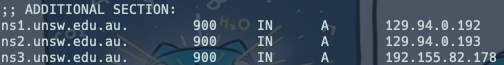 ;; ADDITIONAL SECTION:
H₂O
ns1.unsw.edu.au. 900 IN A 129.94.0.192
ns2.unsw.edu.au. 900 IN A 129.94.0.193
ns3.unsw.edu.au. 900 IN A 192.155.82.178